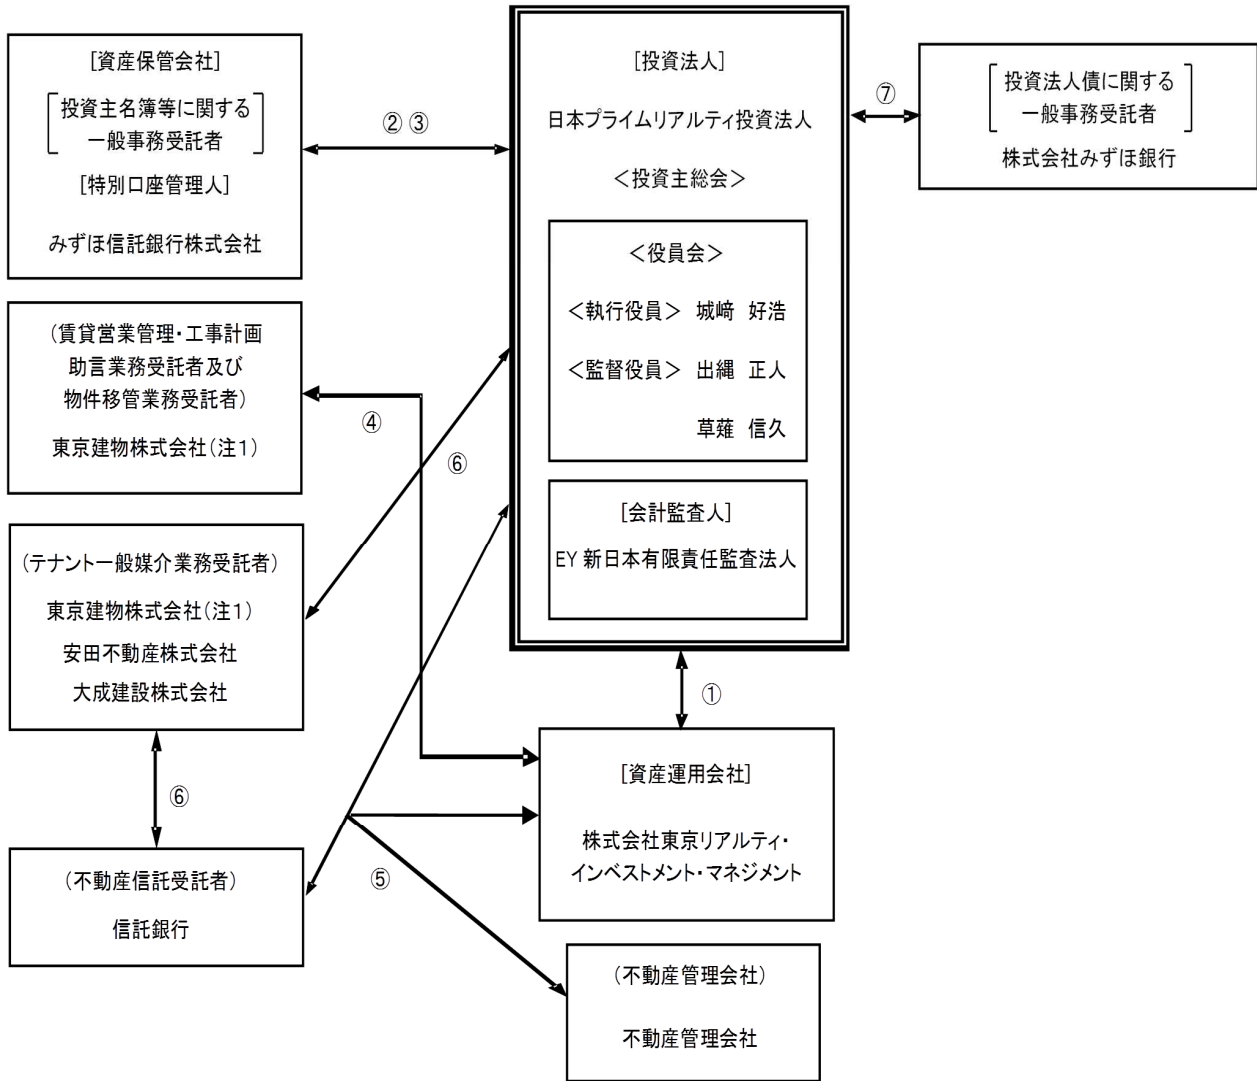 [資産保管会社]
投資主名簿等に関する
一般事務受託者
[特別口座管理人]
みずほ信託銀行株式会社
②③
[投資法人]
日本プライムリアルティ投資法人
＜投資主総会＞
＜役員会＞
＜執行役員＞ 城﨑 好浩
＜監督役員＞ 出縄 正人
草薙 信久
[会計監査人]
EY新日本有限責任監査法人
⑦
投資法人債に関する
一般事務受託者
株式会社みずほ銀行
(賃貸営業管理・工事計画
助言業務受託者及び
物件移管業務受託者)
東京建物株式会社(注1)
④
⑥
(テナント一般媒介業務受託者)
東京建物株式会社(注1)
安田不動産株式会社
大成建設株式会社
⑥
(不動産信託受託者)
信託銀行
⑤
①
[資産運用会社]
株式会社東京リアルティ・
インベストメント・マネジメント
(不動産管理会社)
不動産管理会社